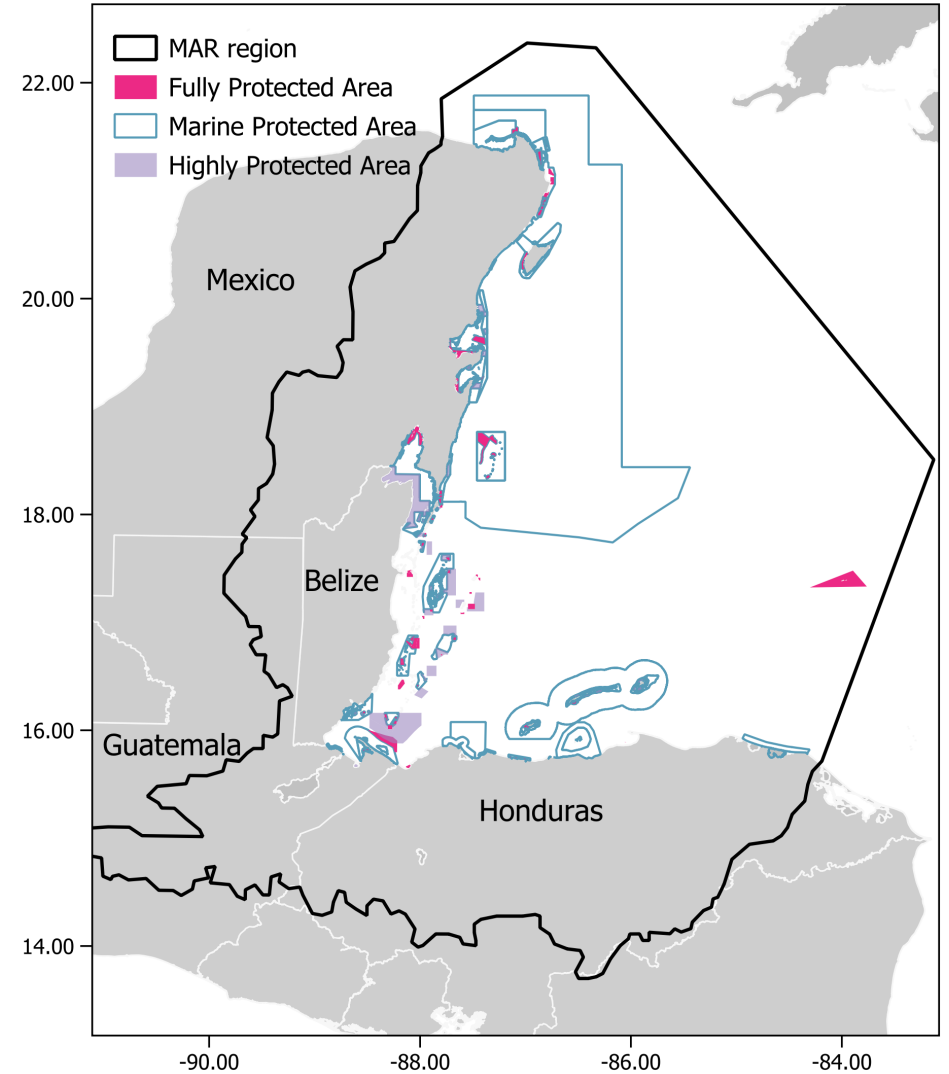 MAR region
Fully Protected Area
Marine Protected Area
Highly Protected Area
22.00
20.00
18.00
16.00
14.00
Mexico
Belize
Guatemala
Honduras
-90.00
-88.00
-86.00
-84.00